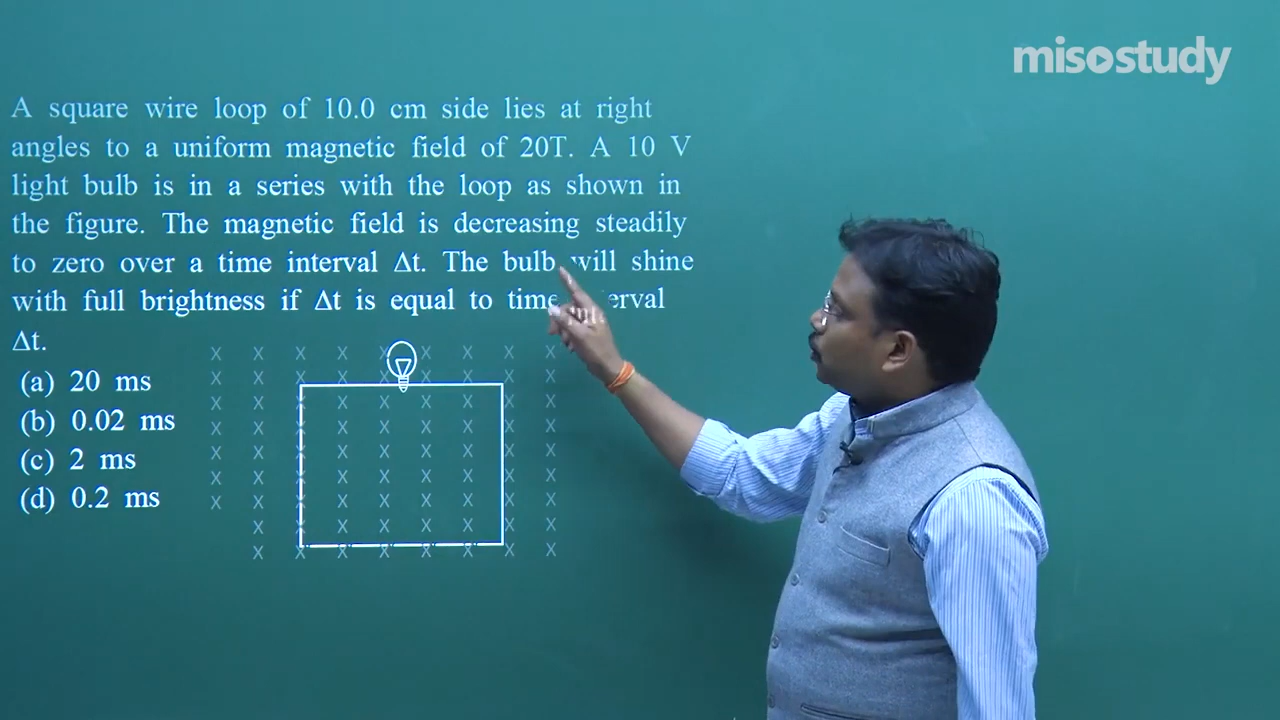 misostudy
A square wire loop of 10.0 cm side lies at right
angles to a uniform magnetic field of 20T. A 10 V
light bulb is in a series with the loop as shown in
the figure. The magnetic field is decreasing steadily
to zero over a time interval Δt. The bulb will shine
with full brightness if Δt is equal to time
Δt.
(a) 20 ms
(b) 0.02 ms
(c) 2 ms
(d) 0.2 ms